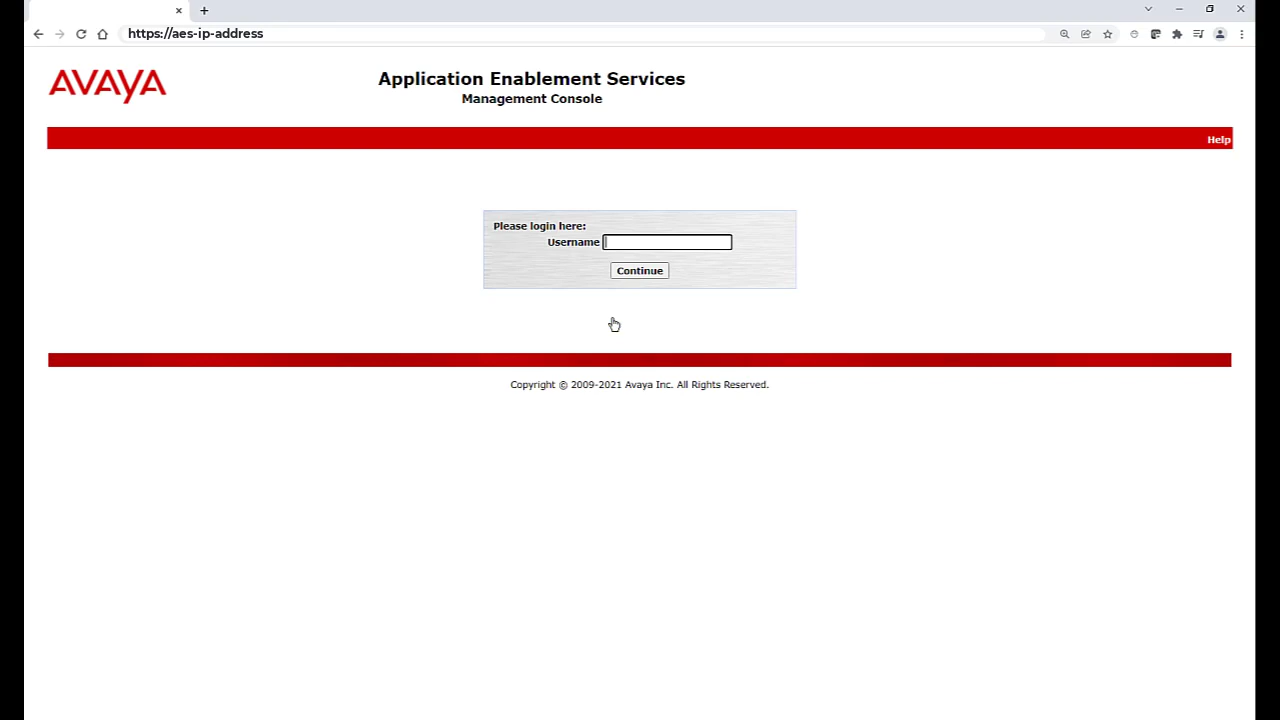 https://aes-ip-address
AVAYA
Application Enablement Services
Management Console
Help
Please login here:
Username
Continue
Copyright © 2009-2021 Avaya Inc. All Rights Reserved.